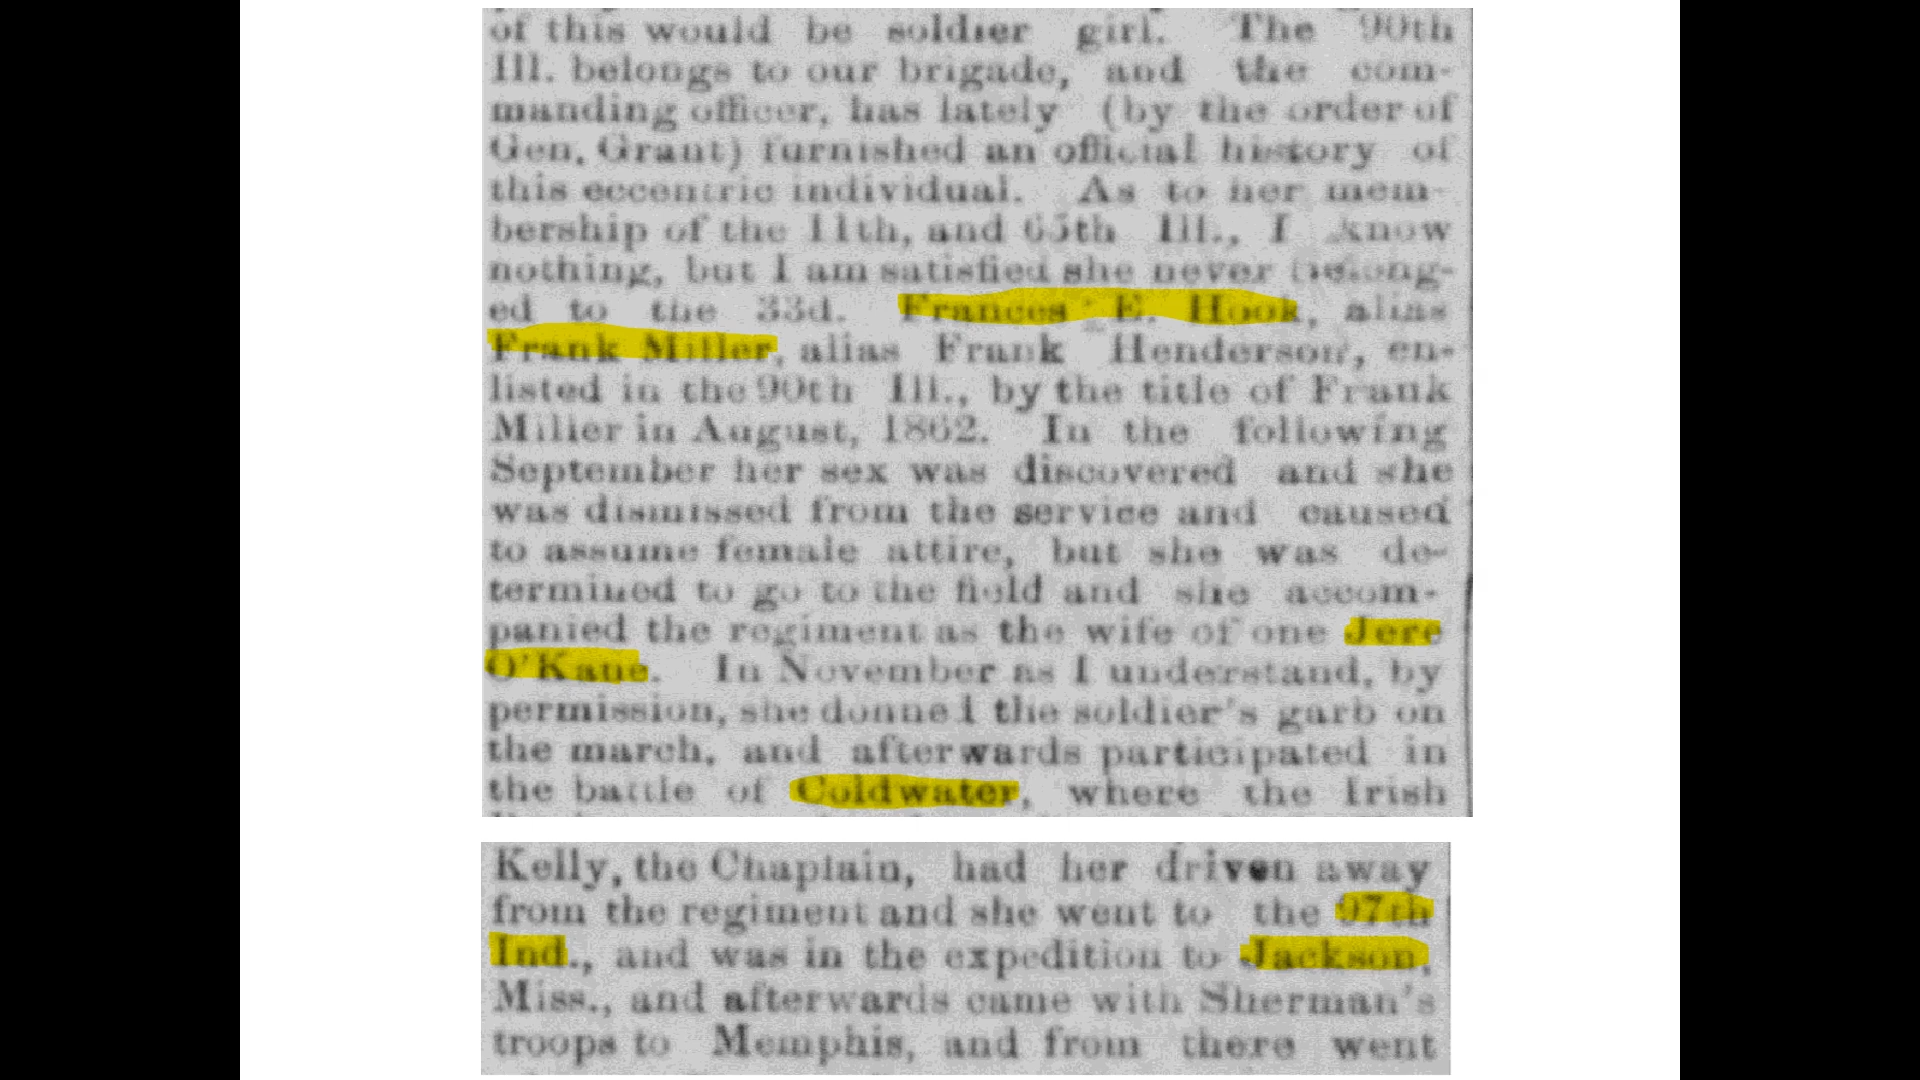 of this would be soldier girl. The 90th
Ill. belongs to our brigade, and the com-
manding officer, has lately (by the order of
Gen. Grant) furnished an official history of
this eccentric individual. As to her mem-
bership of the 11th, and 65th Ill., I know
nothing, but I am satisfied she never belong-
ed to the 33d. Frances E. Hook, alias
Frank Miller, alias Frank Henderson, en-
listed in the 90th Ill., by the title of Frank
Miller in August, 1862. In the following
September her sex was discovered and she
was dismissed from the service and caused
to assume female attire, but she was de-
termined to go to the field and she accom-
panied the regiment as the wife of one Jere
O'Kane. In November as I understand, by
permission, she donned the soldier's garb on
the march, and afterwards participated in
the battle of Coldwater, where the Irish
Kelly, the Chaplain, had her driven away
from the regiment and she went to the 97th
Ind., and was in the expedition to Jackson,
Miss., and afterwards came with Sherman's
troops to Memphis, and from there went